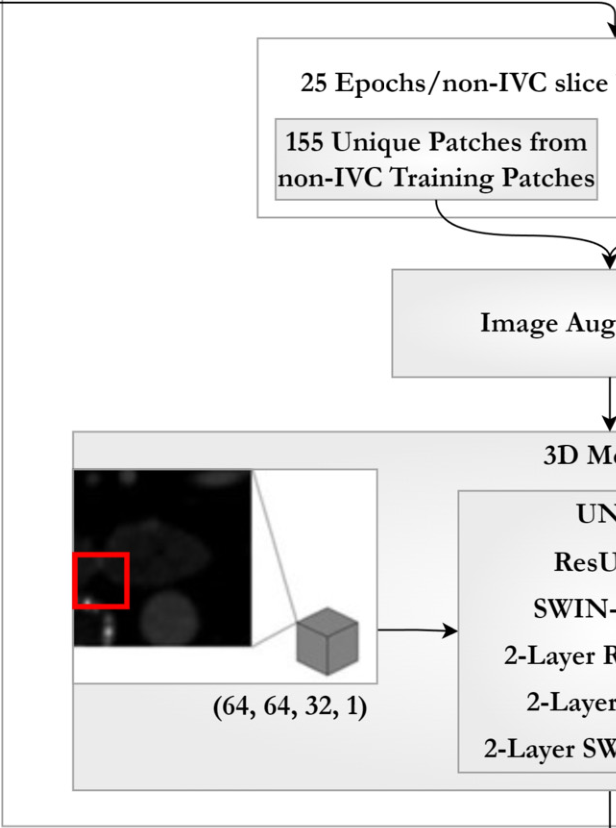 25 Epochs/non-IVC slice
155 Unique Patches from
non-IVC Training Patches
Image Aug
3D M
UN
ResU
SWIN-
2-Layer R
2-Layer
2-Layer SW
(64, 64, 32, 1)